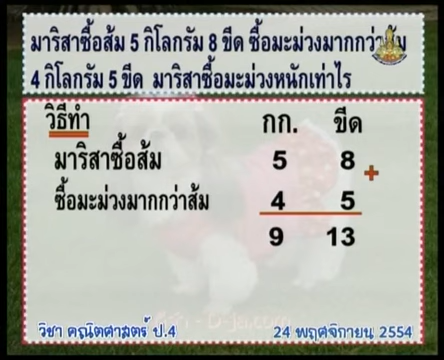 มาริสาซื้อส้ม 5 กิโลกรัม 8 ขีด ซื้อมะม่วงมากกว่าส้ม
4 กิโลกรัม 5 ขีด มาริสาซื้อมะม่วงหนักเท่าไร
วิธีทำ กก. ขีด
มาริสาซื้อส้ม 5 8 +
ซื้อมะม่วงมากกว่าส้ม 4 5
9 13
วิชา คณิตศาสตร์ ป.4 24 พฤศจิกายน 2554